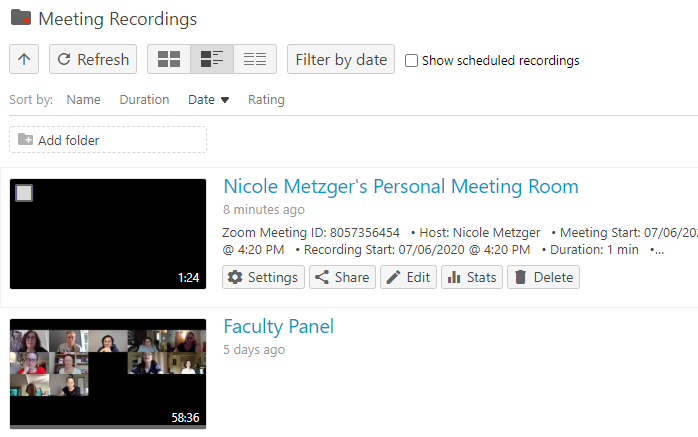 Meeting Recordings
Refresh Filter by date Show scheduled recordings
Sort by: Name Duration Date Rating
Add folder
Nicole Metzger's Personal Meeting Room
8 minutes ago
Zoom Meeting ID: 8057356454 • Host: Nicole Metzger • Meeting Start: 07/06/202
@ 4:20 PM • Recording Start: 07/06/2020 @ 4:20 PM • Duration: 1 min •...
1:24
Settings Share Edit Stats Delete
Faculty Panel
5 days ago
58:36